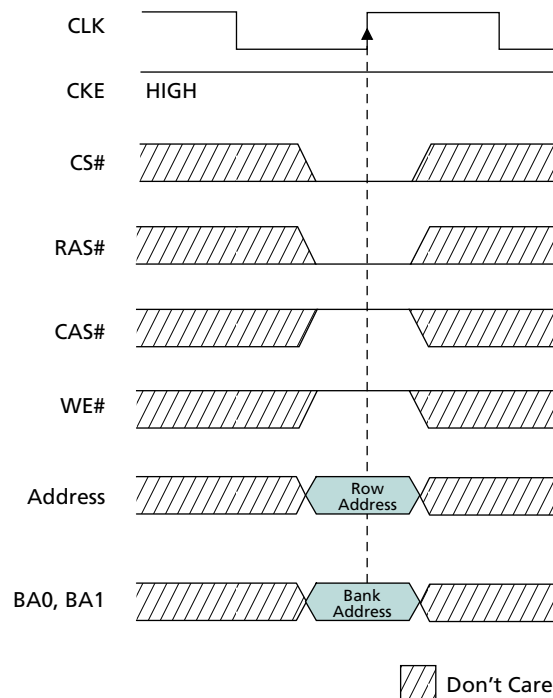 CLK
CKE HIGH
CS#
RAS#
CAS#
WE#
Address Row
Address
BA0, BA1 Bank
Address
Don't Care